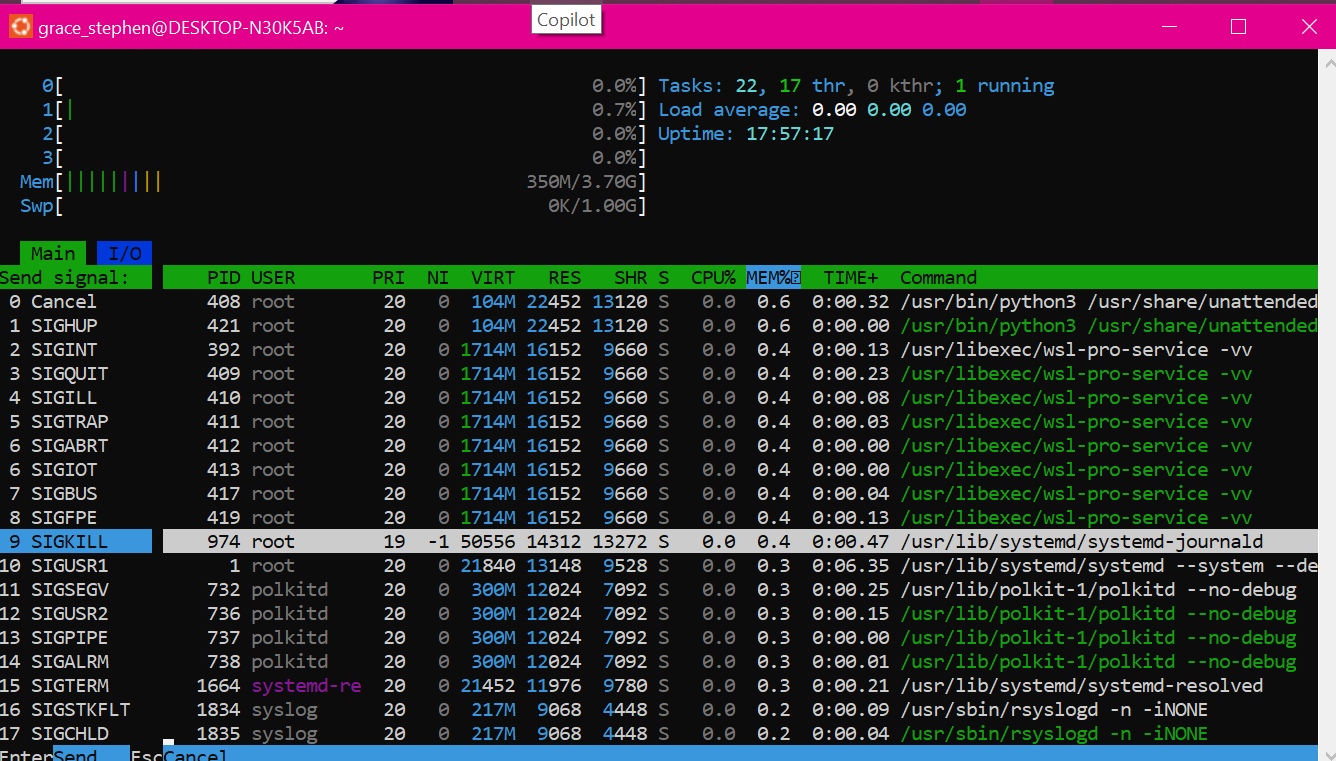 grace_stephen@DESKTOP-N30K5AB: ~
Copilot
0[ 0.0%] Tasks: 22, 17 thr, 0 kthr; 1 running
1[| 0.7%] Load average: 0.00 0.00 0.00
2[ 0.0%] Uptime: 17:57:17
3[ 0.0%]
Mem[||||||||| 350M/3.70G]
Swp[ 0K/1.00G]
Main I/O
Send signal: PID USER PRI NI VIRT RES SHR S CPU% MEM% TIME+ Command
0 Cancel 408 root 20 0 104M 22452 13120 S 0.0 0.6 0:00.32 /usr/bin/python3 /usr/share/unattended
1 SIGHUP 421 root 20 0 104M 22452 13120 S 0.0 0.6 0:00.00 /usr/bin/python3 /usr/share/unattended
2 SIGINT 392 root 20 0 1714M 16152 9660 S 0.0 0.4 0:00.13 /usr/libexec/wsl-pro-service -vv
3 SIGQUIT 409 root 20 0 1714M 16152 9660 S 0.0 0.4 0:00.23 /usr/libexec/wsl-pro-service -vv
4 SIGILL 410 root 20 0 1714M 16152 9660 S 0.0 0.4 0:00.08 /usr/libexec/wsl-pro-service -vv
5 SIGTRAP 411 root 20 0 1714M 16152 9660 S 0.0 0.4 0:00.03 /usr/libexec/wsl-pro-service -vv
6 SIGABRT 412 root 20 0 1714M 16152 9660 S 0.0 0.4 0:00.00 /usr/libexec/wsl-pro-service -vv
6 SIGIOT 413 root 20 0 1714M 16152 9660 S 0.0 0.4 0:00.00 /usr/libexec/wsl-pro-service -vv
7 SIGBUS 417 root 20 0 1714M 16152 9660 S 0.0 0.4 0:00.04 /usr/libexec/wsl-pro-service -vv
8 SIGFPE 419 root 20 0 1714M 16152 9660 S 0.0 0.4 0:00.13 /usr/libexec/wsl-pro-service -vv
9 SIGKILL 974 root 19 -1 50556 14312 13272 S 0.0 0.4 0:00.47 /usr/lib/systemd/systemd-journald
10 SIGUSR1 1 root 20 0 21840 13148 9528 S 0.0 0.3 0:06.35 /usr/lib/systemd/systemd --system --de
11 SIGSEGV 732 polkitd 20 0 300M 12024 7092 S 0.0 0.3 0:00.25 /usr/lib/polkit-1/polkitd --no-debug
12 SIGUSR2 736 polkitd 20 0 300M 12024 7092 S 0.0 0.3 0:00.15 /usr/lib/polkit-1/polkitd --no-debug
13 SIGPIPE 737 polkitd 20 0 300M 12024 7092 S 0.0 0.3 0:00.00 /usr/lib/polkit-1/polkitd --no-debug
14 SIGALRM 738 polkitd 20 0 300M 12024 7092 S 0.0 0.3 0:00.01 /usr/lib/polkit-1/polkitd --no-debug
15 SIGTERM 1664 systemd-re 20 0 21452 11976 9780 S 0.0 0.3 0:00.21 /usr/lib/systemd/systemd-resolved
16 SIGSTKFLT 1834 syslog 20 0 217M 9068 4448 S 0.0 0.2 0:00.09 /usr/sbin/rsyslogd -n -iNONE
17 SIGCHLD 1835 syslog 20 0 217M 9068 4448 S 0.0 0.2 0:00.04 /usr/sbin/rsyslogd -n -iNONE
EnterSend EscCancel